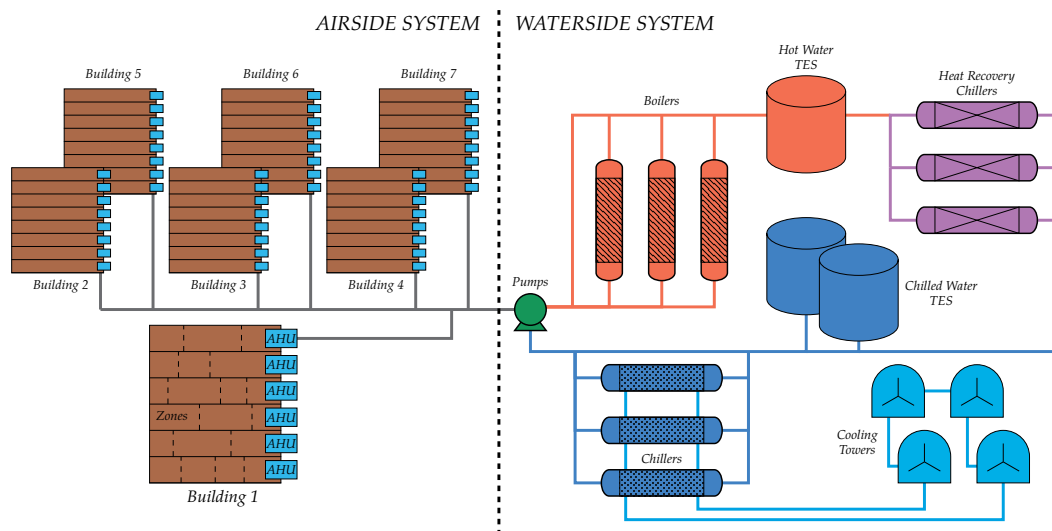 AIRSIDE SYSTEM
WATERSIDE SYSTEM
Building 5
Building 6
Building 7
Building 2
Building 3
Building 4
AHU
AHU
AHU
Zones
AHU
AHU
AHU
Building 1
Hot Water
TES
Boilers
Heat Recovery
Chillers
Pumps
Chilled Water
TES
Chillers
Cooling
Towers